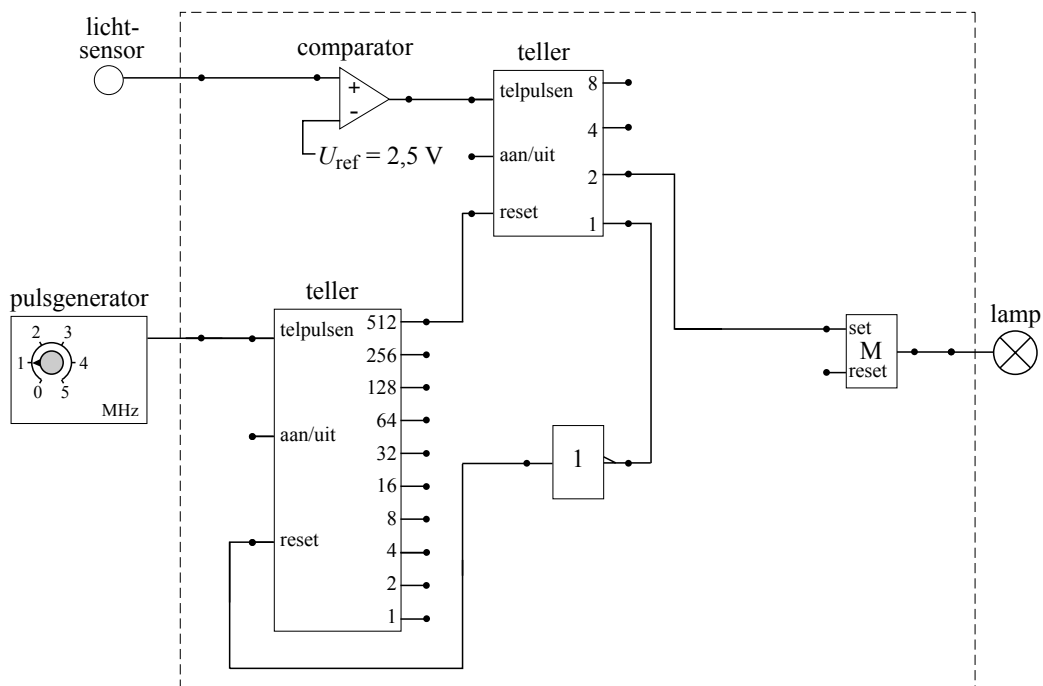 licht-
sensor
comparator
+
-
Uref = 2,5 V
teller
telpulsen
aan/uit
reset
8
4
2
1
pulsgenerator
0
1
2
3
4
5
MHz
teller
telpulsen
aan/uit
reset
512
256
128
64
32
16
8
4
2
1
1
set
M
reset
lamp